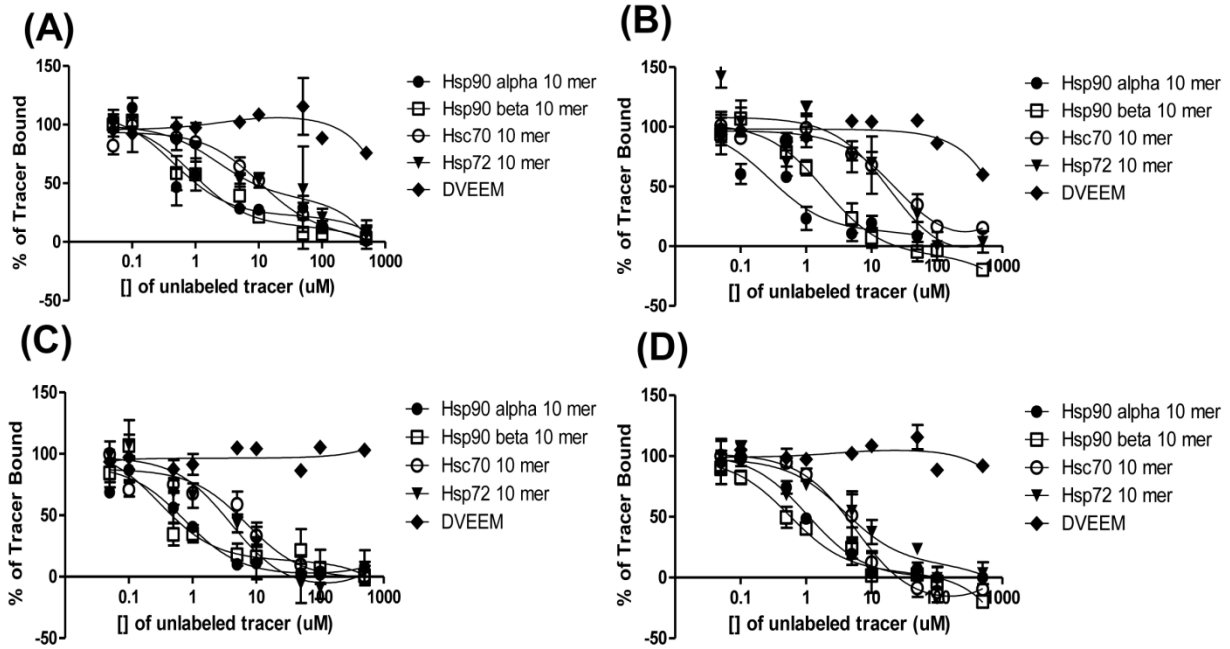 (A)
150
100
50
0
-50
% of Tracer Bound
0.1
1
10
100
1000
[] of unlabeled tracer (uM)
Hsp90 alpha 10 mer
Hsp90 beta 10 mer
Hsc70 10 mer
Hsp72 10 mer
DVEEM
(B)
150
100
50
0
-50
% of Tracer Bound
0.1
1
10
100
1000
[] of unlabeled tracer (uM)
Hsp90 alpha 10 mer
Hsp90 beta 10 mer
Hsc70 10 mer
Hsp72 10 mer
DVEEM
(C)
150
100
50
0
-50
% of Tracer Bound
0.1
1
10
100
1000
[] of unlabeled tracer (uM)
Hsp90 alpha 10 mer
Hsp90 beta 10 mer
Hsc70 10 mer
Hsp72 10 mer
DVEEM
(D)
150
100
50
0
-50
% of Tracer Bound
0.1
1
10
100
1000
[] of unlabeled tracer (uM)
Hsp90 alpha 10 mer
Hsp90 beta 10 mer
Hsc70 10 mer
Hsp72 10 mer
DVEEM